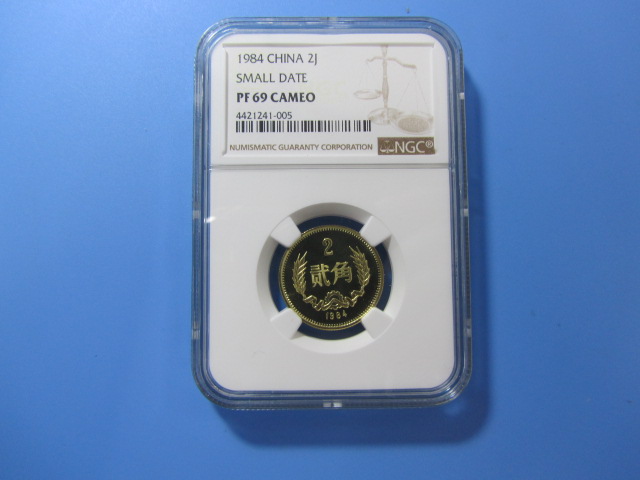 1984 CHINA 2J
SMALL DATE
PF 69 CAMEO
4421241-005
NUMISMATIC GUARANTY CORPORATION
NGC®
2
贰角
1984